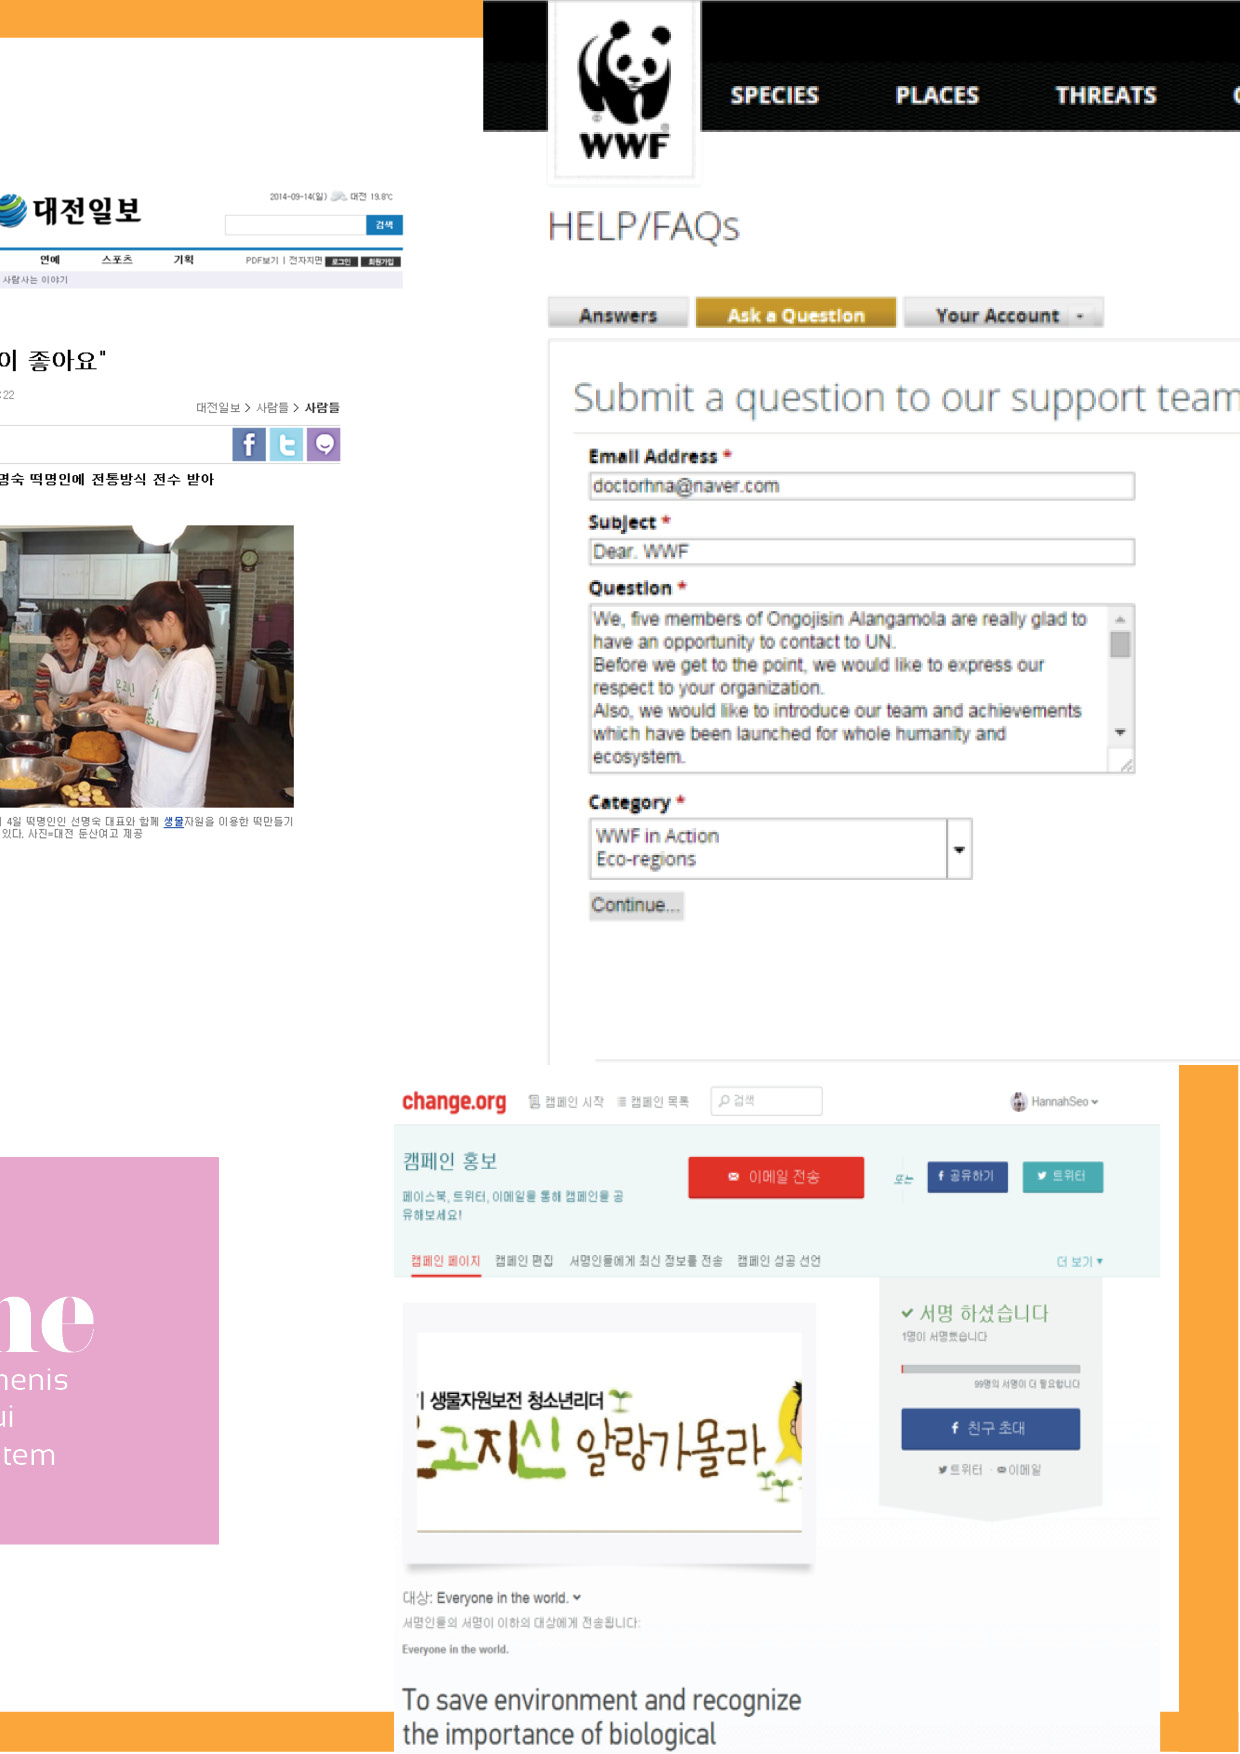 대전일보
2014-09-14(일) 대전 19.8℃
검색
연예 스포츠 기획
PDF보기 | 전자지면 로그인 회원가입
사람사는 이야기
이 좋아요"
:22
대전일보 > 사람들 > 사람들
명숙 떡명인에 전통방식 전수 받아
4일 떡명인인 선명숙 대표와 함께 생물자원을 이용한 떡만들기
있다. 사진=대전 둔산여고 제공
WWF
SPECIES PLACES THREATS
HELP/FAQs
Answers Ask a Question Your Account
Submit a question to our support team
Email Address *
doctorhna@naver.com
Subject *
Dear. WWF
Question *
We, five members of Ongojisin Alangamola are really glad to
have an opportunity to contact to UN.
Before we get to the point, we would like to express our
respect to your organization.
Also, we would like to introduce our team and achievements
which have been launched for whole humanity and
ecosystem.
Category *
WWF in Action
Eco-regions
Continue...
ne
nenis
ui
tem
change.org 캠페인 시작 캠페인 목록 검색 HannahSeo
캠페인 홍보
페이스북, 트위터, 이메일을 통해 캠페인을 공
유해보세요!
이메일 전송 또는 공유하기 트위터
캠페인 페이지 캠페인 편집 서명인들에게 최신 정보를 전송 캠페인 성공 선언 더 보기
서명 하셨습니다
1명이 서명했습니다
99명의 서명이 더 필요합니다
친구 초대
트위터 · 이메일
기 생물자원보전 청소년리더
고지신 알랑가몰라
대상: Everyone in the world.
서명인들의 서명이 이하의 대상에게 전송됩니다:
Everyone in the world.
To save environment and recognize
the importance of biological